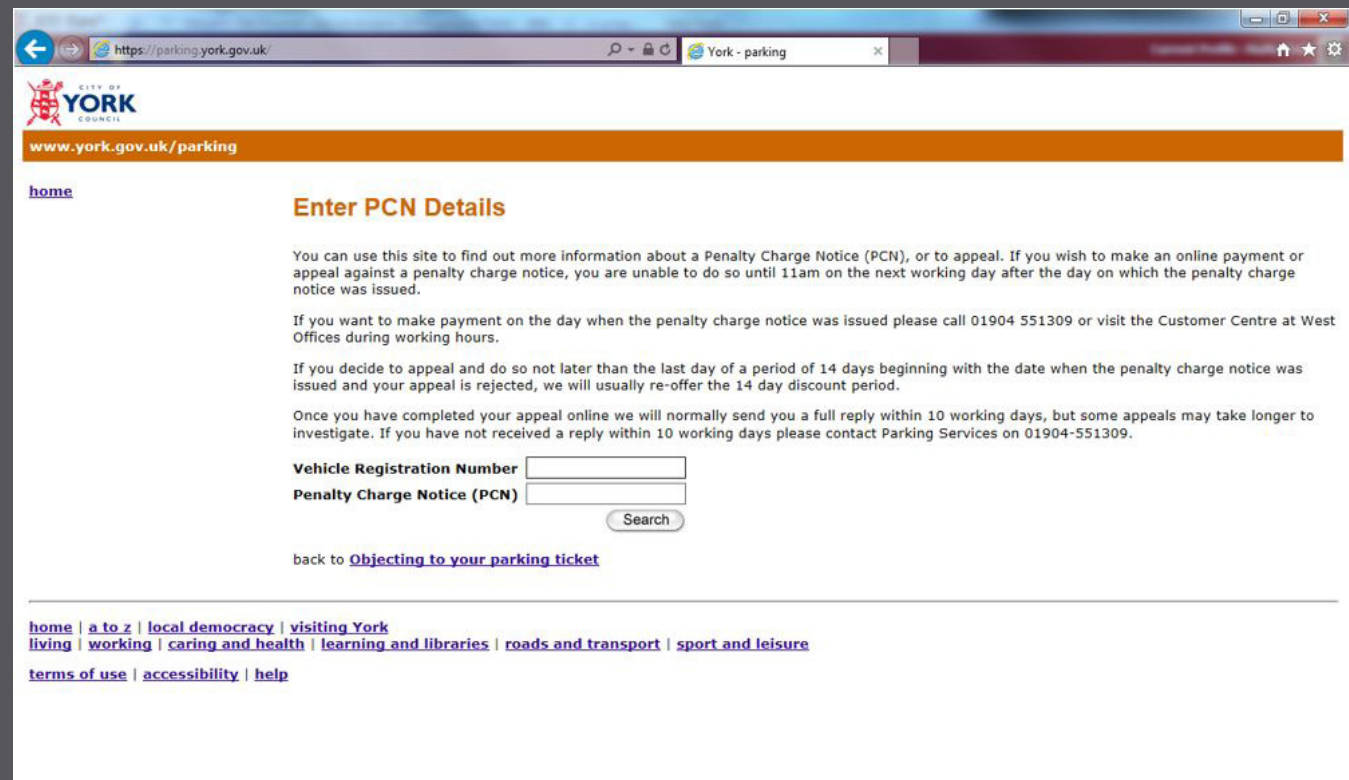 https://parking.york.gov.uk/
York - parking
CITY OF
YORK
COUNCIL
www.york.gov.uk/parking
home
Enter PCN Details
You can use this site to find out more information about a Penalty Charge Notice (PCN), or to appeal. If you wish to make an online payment or
appeal against a penalty charge notice, you are unable to do so until 11am on the next working day after the day on which the penalty charge
notice was issued.
If you want to make payment on the day when the penalty charge notice was issued please call 01904 551309 or visit the Customer Centre at West
Offices during working hours.
If you decide to appeal and do so not later than the last day of a period of 14 days beginning with the date when the penalty charge notice was
issued and your appeal is rejected, we will usually re-offer the 14 day discount period.
Once you have completed your appeal online we will normally send you a full reply within 10 working days, but some appeals may take longer to
investigate. If you have not received a reply within 10 working days please contact Parking Services on 01904-551309.
Vehicle Registration Number
Penalty Charge Notice (PCN)
Search
back to Objecting to your parking ticket
home | a to z | local democracy | visiting York
living | working | caring and health | learning and libraries | roads and transport | sport and leisure
terms of use | accessibility | help